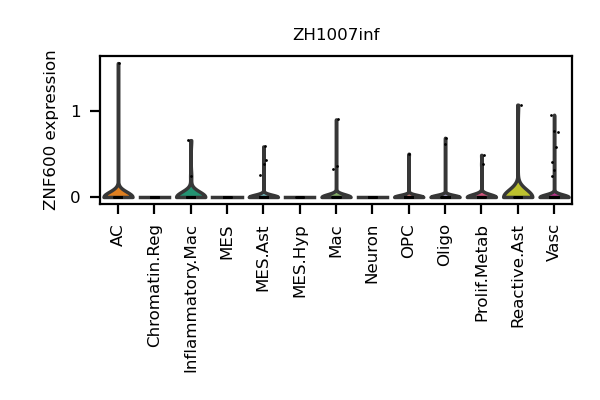 ZH1007inf
ZNF600 expression
1
0
AC
Chromatin.Reg
Inflammatory.Mac
MES
MES.Ast
MES.Hyp
Mac
Neuron
OPC
Oligo
Prolif.Metab
Reactive.Ast
Vasc